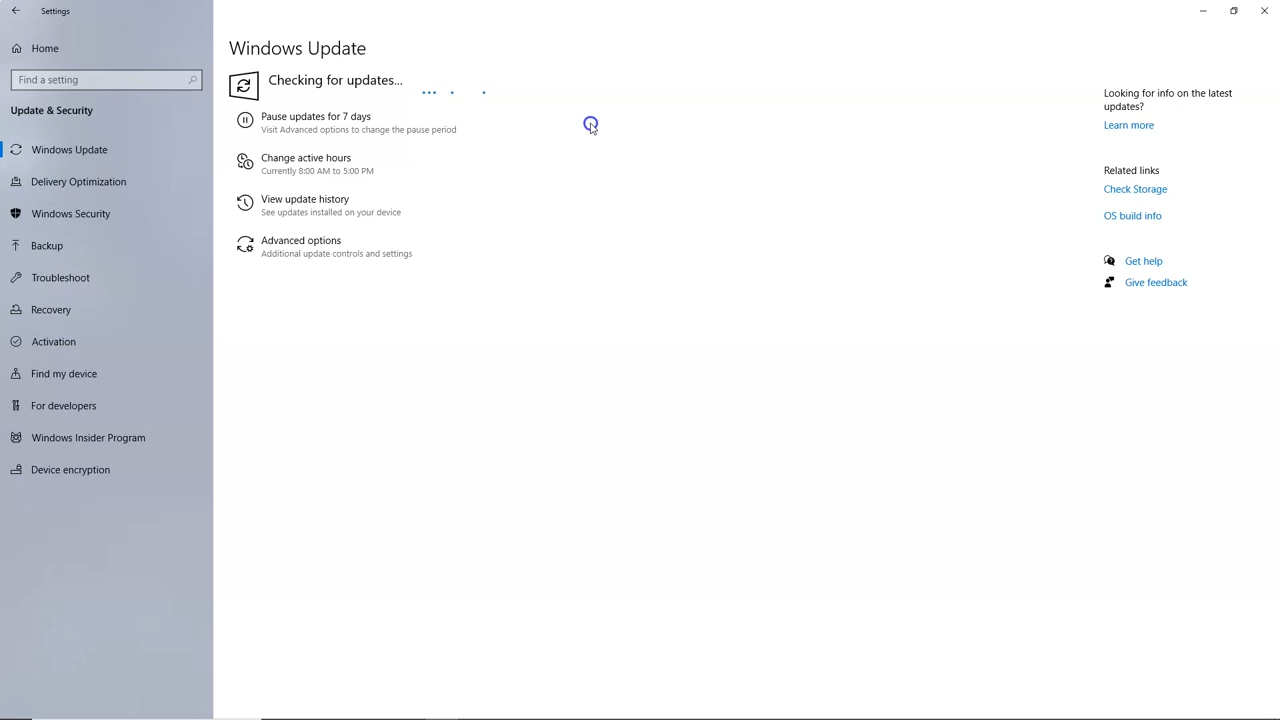 Settings
Home
Find a setting
Update & Security
Windows Update
Delivery Optimization
Windows Security
Backup
Troubleshoot
Recovery
Activation
Find my device
For developers
Windows Insider Program
Device encryption
Windows Update
Checking for updates...
Pause updates for 7 days
Visit Advanced options to change the pause period
Change active hours
Currently 8:00 AM to 5:00 PM
View update history
See updates installed on your device
Advanced options
Additional update controls and settings
Looking for info on the latest
updates?
Learn more
Related links
Check Storage
OS build info
Get help
Give feedback